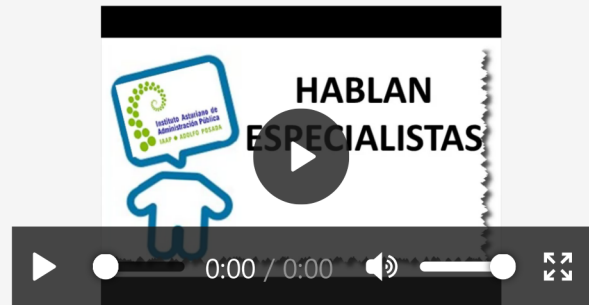 HABLAN
ESPECIALISTAS
Instituto Asturiano de
Administración Pública
IAAP ADOLFO POSADA
0:00 / 0:00